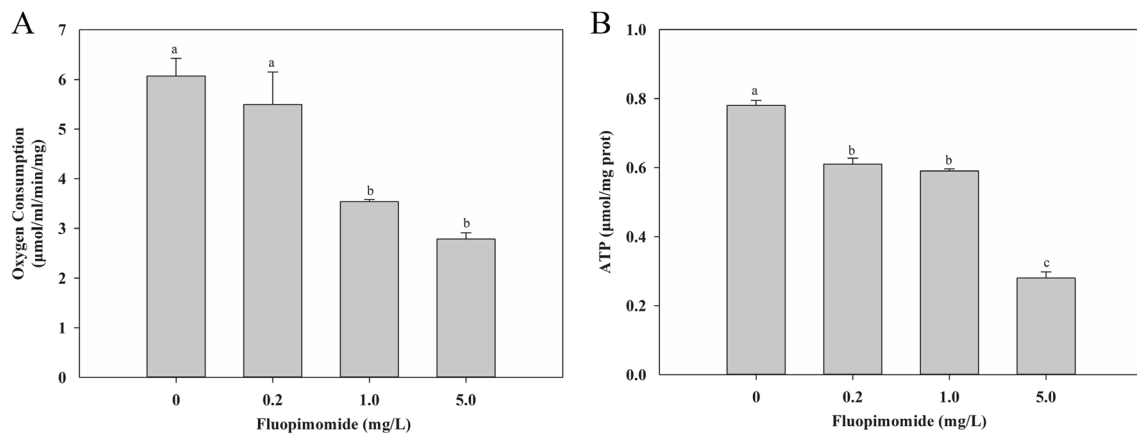 A
7
6
5
4
3
2
1
0
Oxygen Consumption
(µmol/ml/min/mg)
a
a
b
b
0
0.2
1.0
5.0
Fluopimomide (mg/L)
B
1.0
0.8
0.6
0.4
0.2
0.0
ATP (µmol/mg prot)
a
b
b
c
0
0.2
1.0
5.0
Fluopimomide (mg/L)